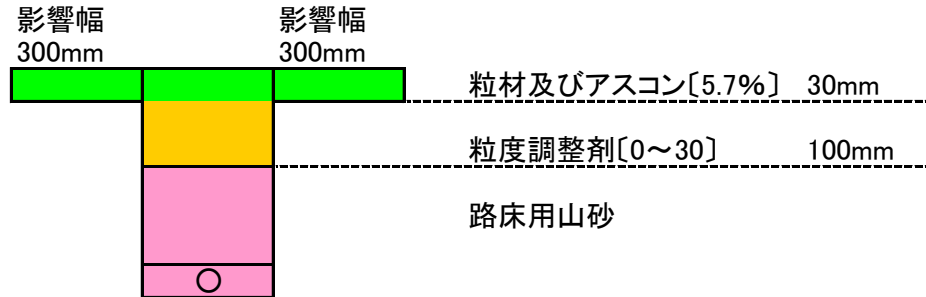 影響幅 影響幅
300mm 300mm
粒材及びアスコン〔5.7%〕 30mm
粒度調整剤〔0～30〕 100mm
路床用山砂